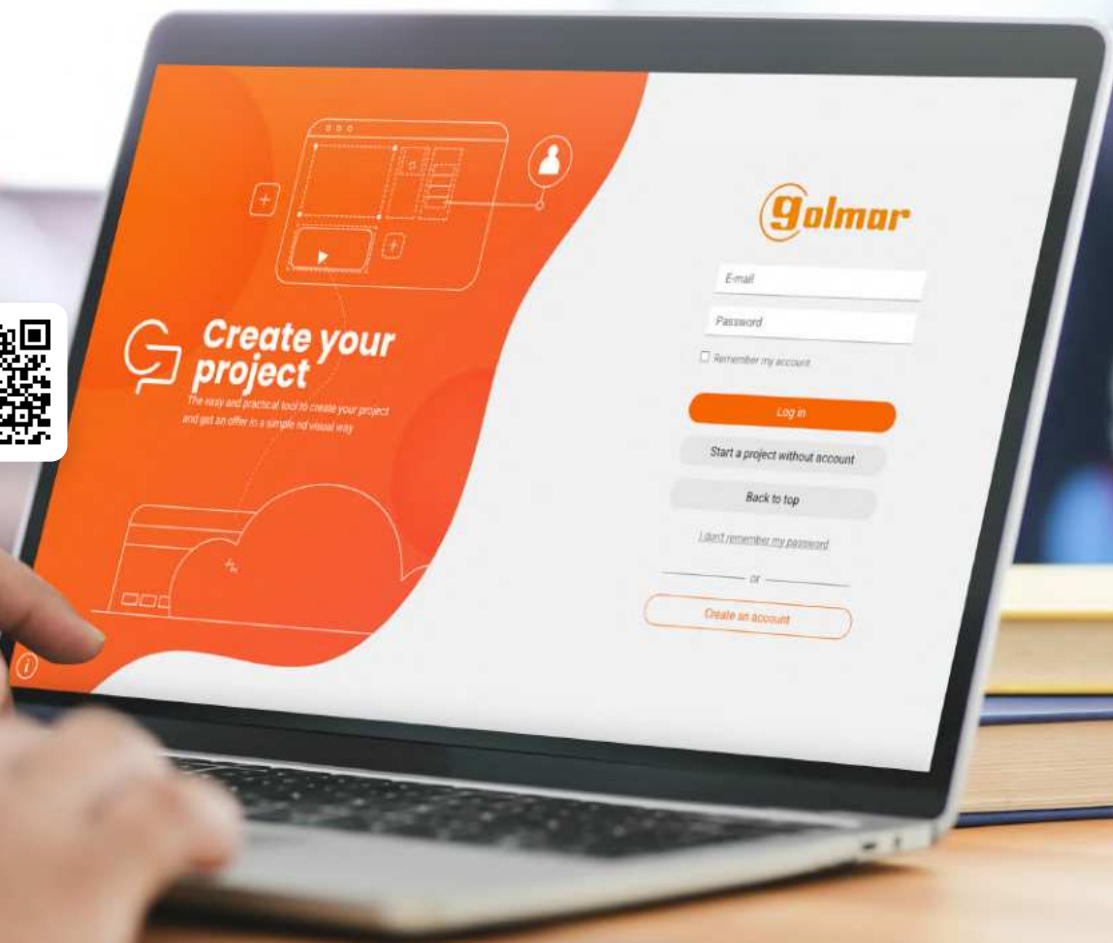 Create your
project
The easy and practical tool to create your project
and get an offer in a simple nd visual way
golmar
E-mail
Password
Remember my account
Log in
Start a project without account
Back to top
I don't remember my password
or
Create an account